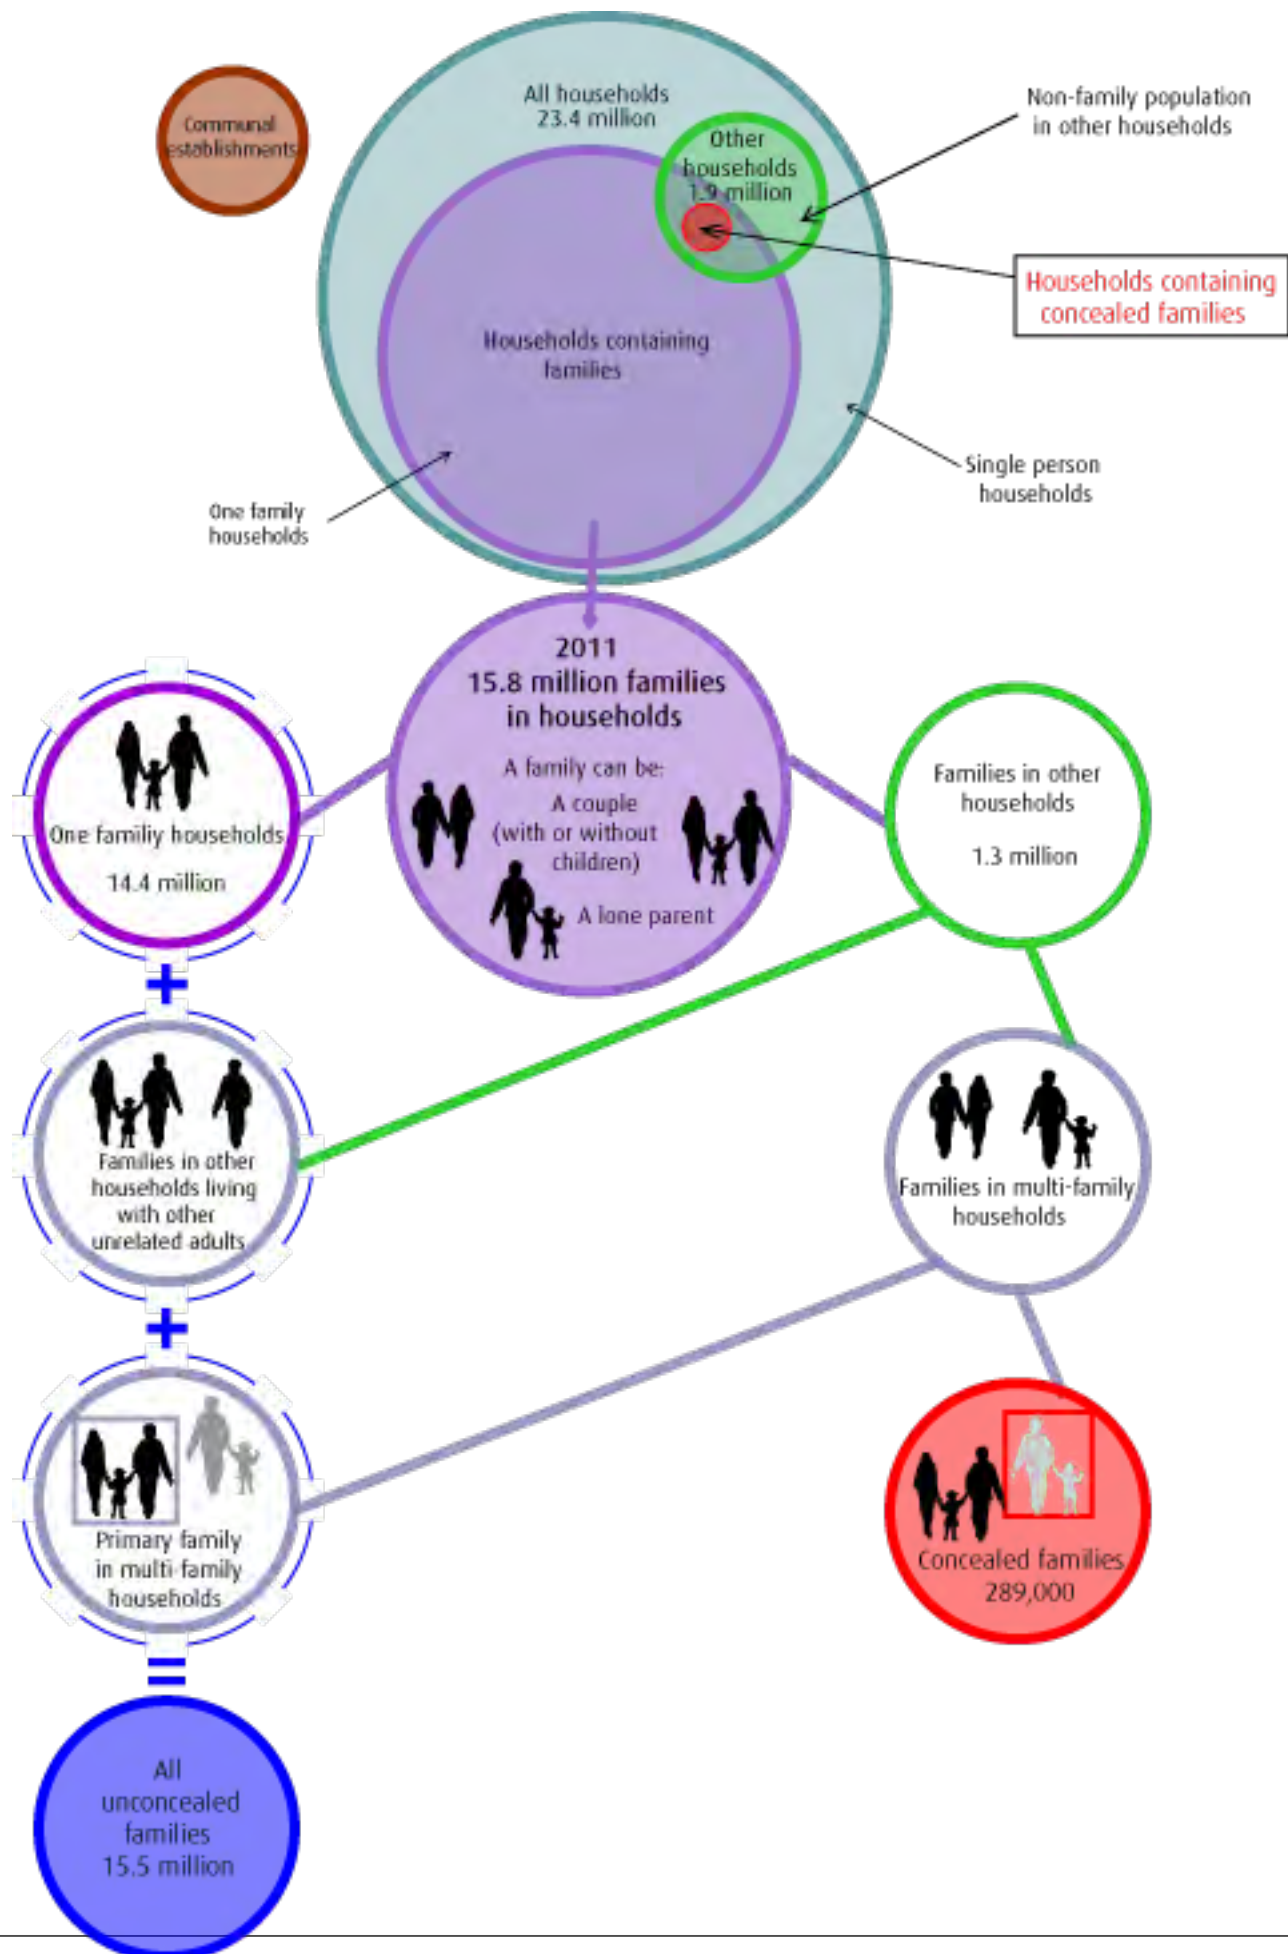 All households
23.4 million
Communal
establishments
Other
households
1.9 million
Non-family population
in other households
Households containing
concealed families
Households containing
families
Single person
households
One family
households
2011
15.8 million families
in households
A family can be:
A couple
(with or without
children)
A lone parent
One familiy households
14.4 million
Families in other
households
1.3 million
Families in other
households living
with other
unrelated adults
Families in multi-family
households
Primary family
in multi-family
households
Concealed families
289,000
All
unconcealed
families
15.5 million